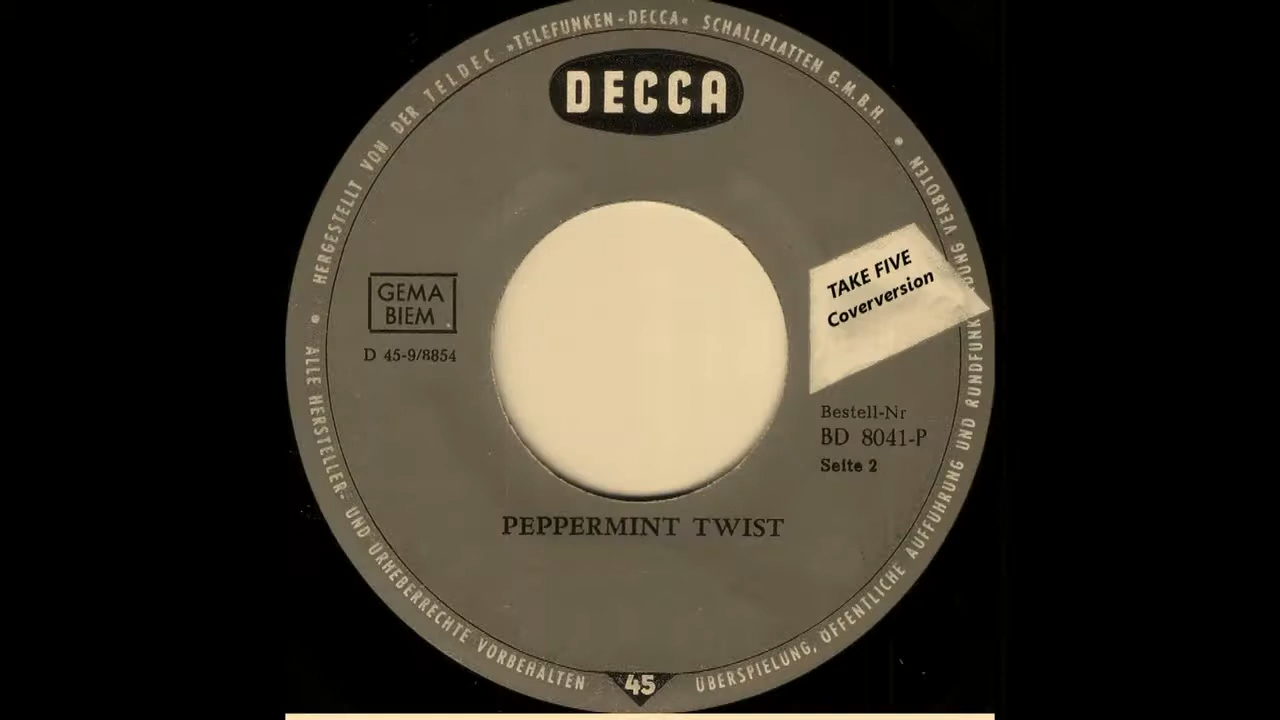 HERGESTELLT VON DER TELDEC »TELEFUNKEN-DECCA« SCHALLPLATTEN G.M.B.H. •
DECCA
TAKE FIVE
Coverversion
GEMA
BIEM
D 45-9/8854
Bestell-Nr
BD 8041-P
Seite 2
PEPPERMINT TWIST
• ALLE HERSTELLER- UND URHEBERRECHTE VORBEHALTEN
45
ÜBERSPIELUNG, ÖFFENTLICHE AUFFÜHRUNG UND RUNDFUNK VERBOTEN